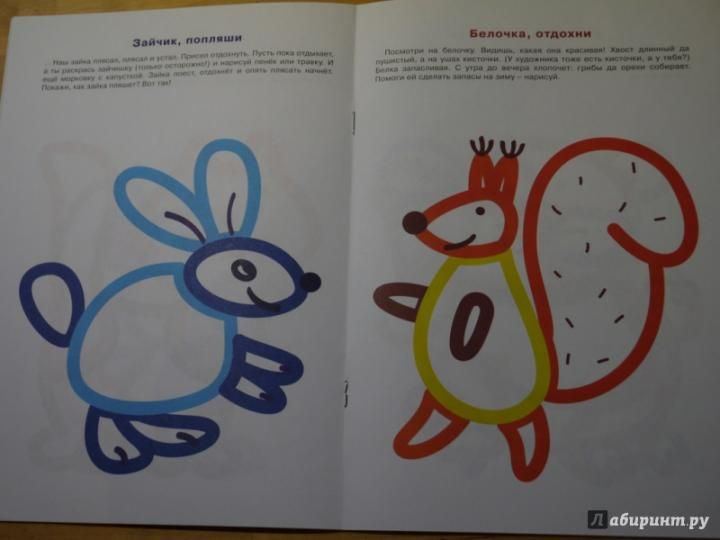 Зайчик, попляши
Наш зайка плясал, плясал и устал. Присел отдохнуть. Пусть пока отдыхает,
а ты раскрась зайчишку (только осторожно!) и нарисуй пенёк или травку. И
ещё морковку с капусткой. Зайка поест, отдохнёт и опять плясать начнёт.
Покажи, как зайка пляшет? Вот так!
Белочка, отдохни
Посмотри на белочку. Видишь, какая она красивая! Хвост длинный да
пушистый, а на ушах кисточки. (У художника тоже есть кисточки, а у тебя?)
Белка запасливая. С утра до вечера хлопочет: грибы да орехи собирает.
Помоги ей сделать запасы на зиму – нарисуй.
Лабиринт.ру